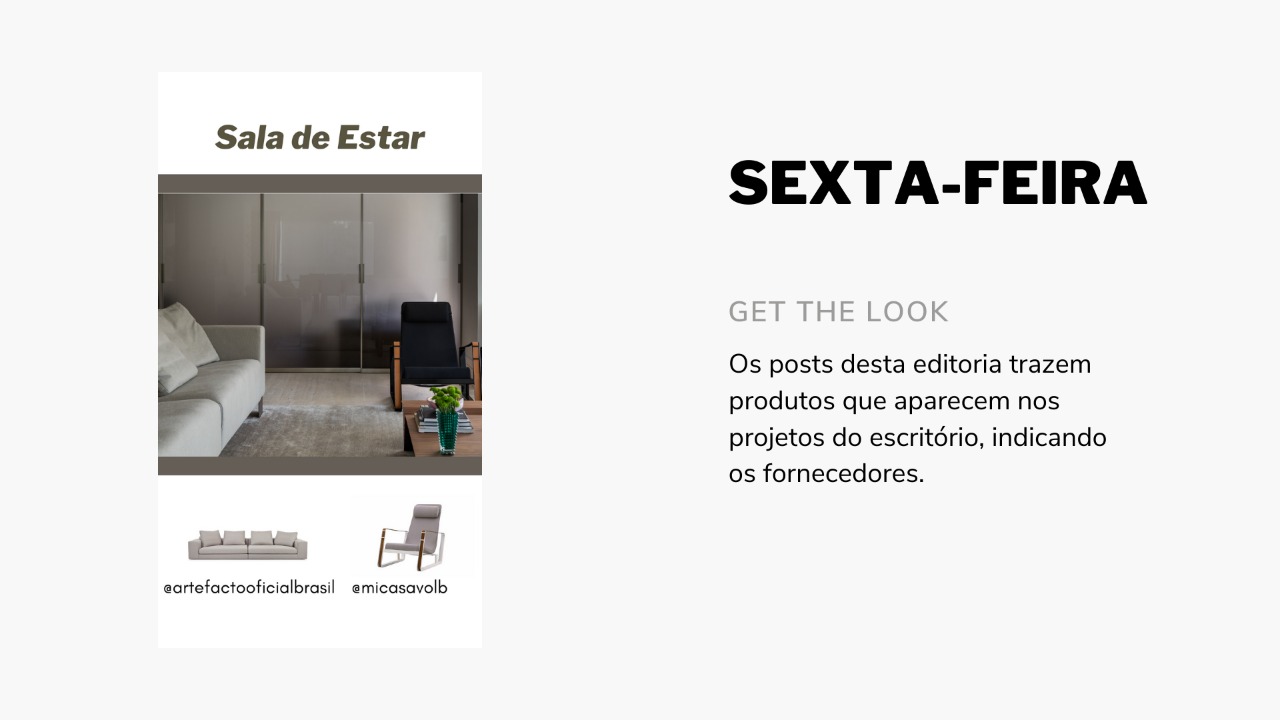 Sala de Estar
@artefactooficialbrasil
@micasavolb
SEXTA-FEIRA
GET THE LOOK
Os posts desta editoria trazem
produtos que aparecem nos
projetos do escritório, indicando
os fornecedores.